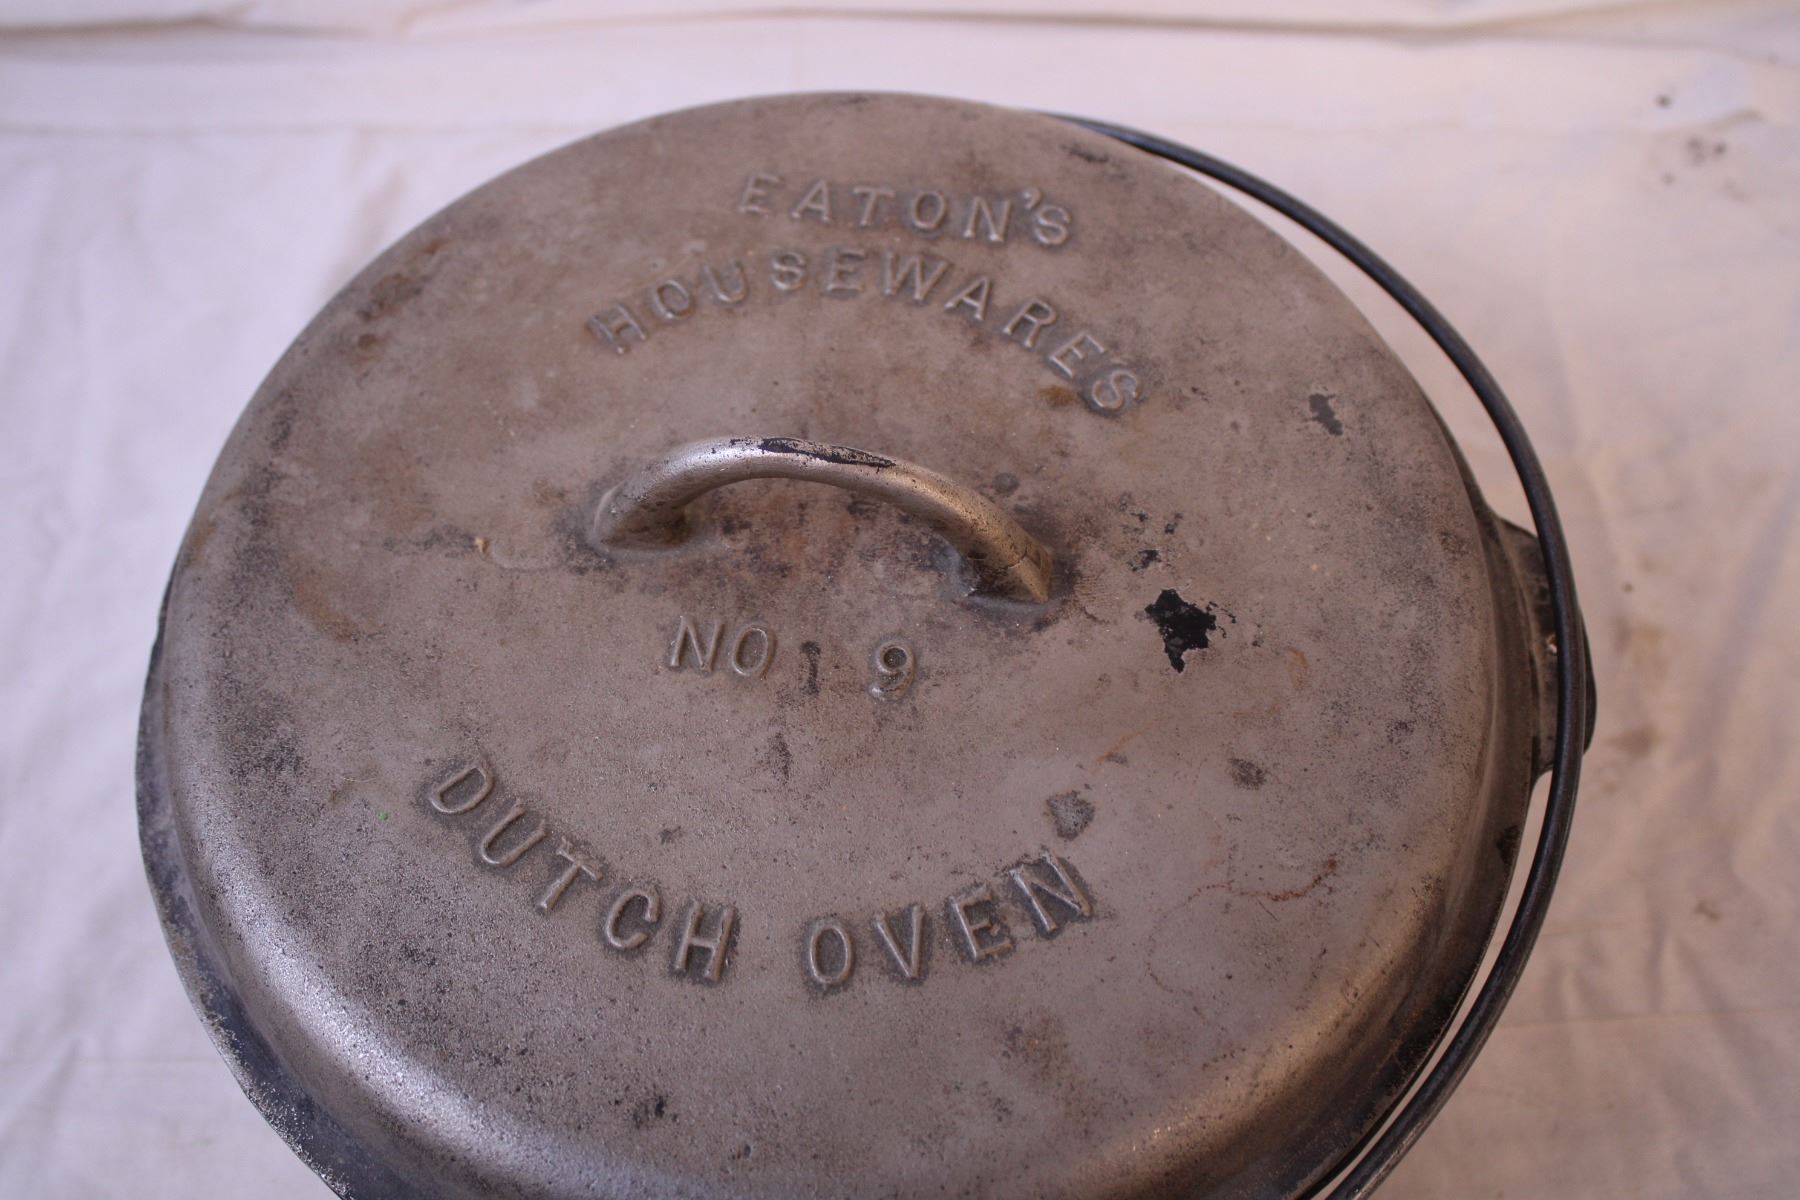 EATON'S
HOUSEWARES
NO 9
DUTCH OVEN